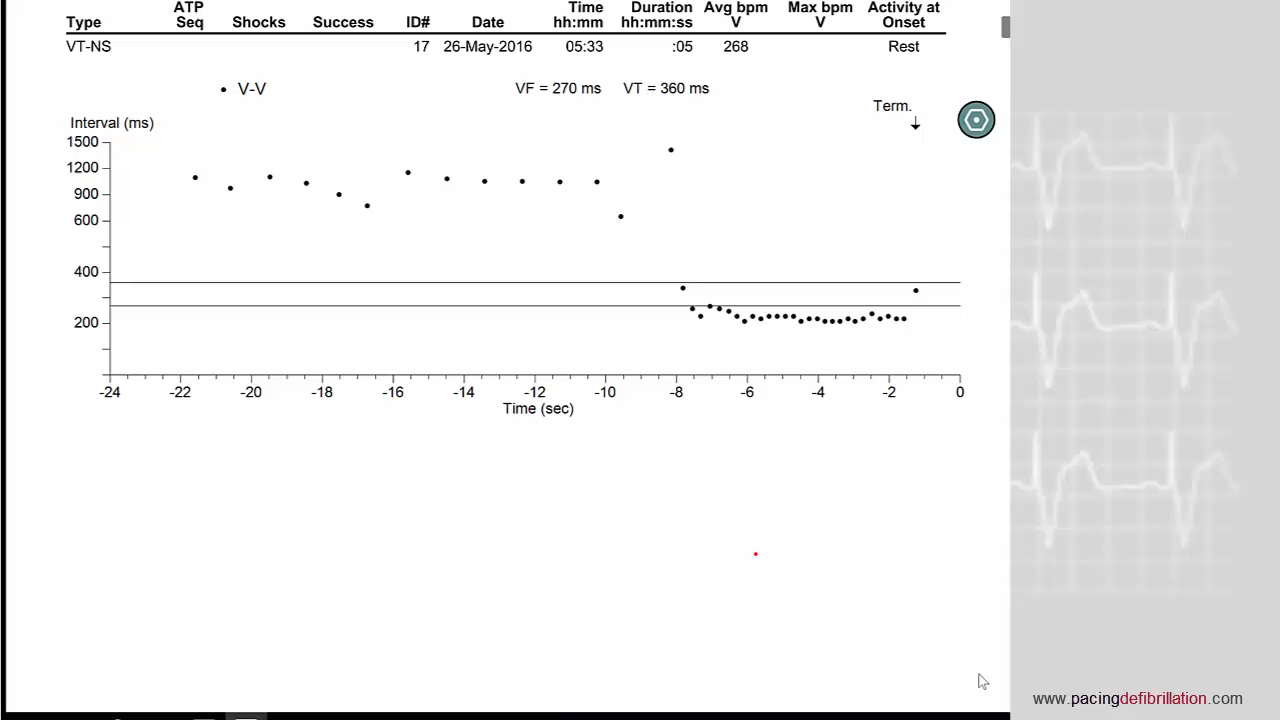 ATP Time Duration Avg bpm Max bpm Activity at
Type Seq Shocks Success ID# Date hh:mm hh:mm:ss V V Onset
VT-NS 17 26-May-2016 05:33 :05 268 Rest
V-V VF = 270 ms VT = 360 ms
Term.
Interval (ms)
1500
1200
900
600
400
200
-24 -22 -20 -18 -16 -14 -12 -10 -8 -6 -4 -2 0
Time (sec)
www.pacingdefibrillation.com